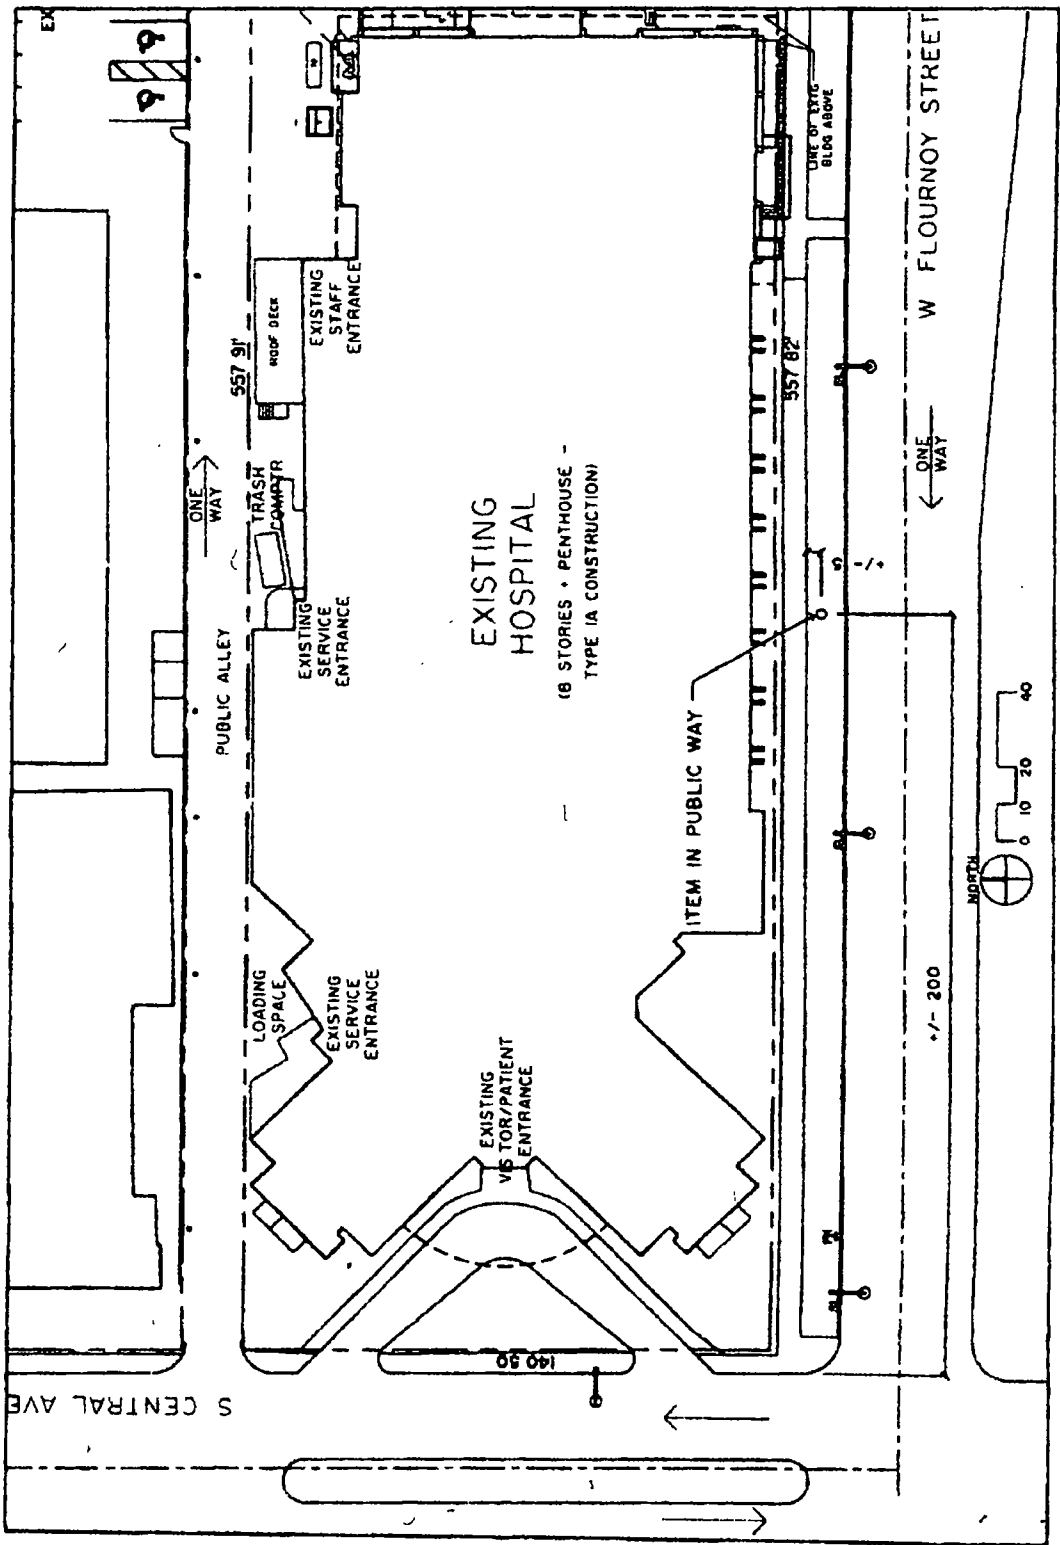 EX
W FLOURNOY STREET
LINE OF EXTG
BLDG ABOVE
EXISTING
STAFF
ENTRANCE
ROOF DECK
557 91'
557 82'
ONE
WAY
TRASH
COMPTR
ONE
WAY
EXISTING
HOSPITAL
(8 STORIES + PENTHOUSE -
TYPE IA CONSTRUCTION)
5 -/+
EXISTING
SERVICE
ENTRANCE
PUBLIC ALLEY
ITEM IN PUBLIC WAY
0 10 20 40
NORTH
LOADING
SPACE
EXISTING
SERVICE
ENTRANCE
+/- 200
EXISTING
VISTOR/PATIENT
ENTRANCE
140 50
S CENTRAL AVE